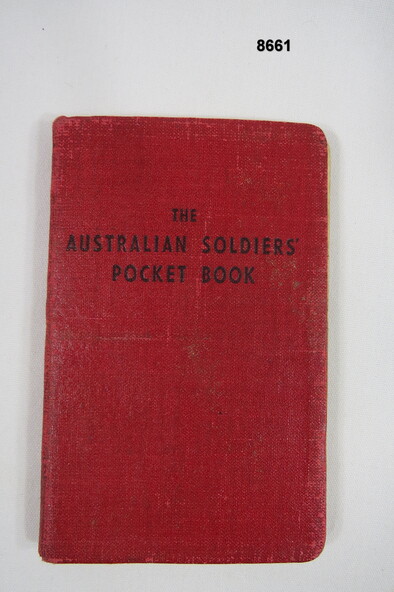 8661
THE
AUSTRALIAN SOLDIERS'
POCKET BOOK